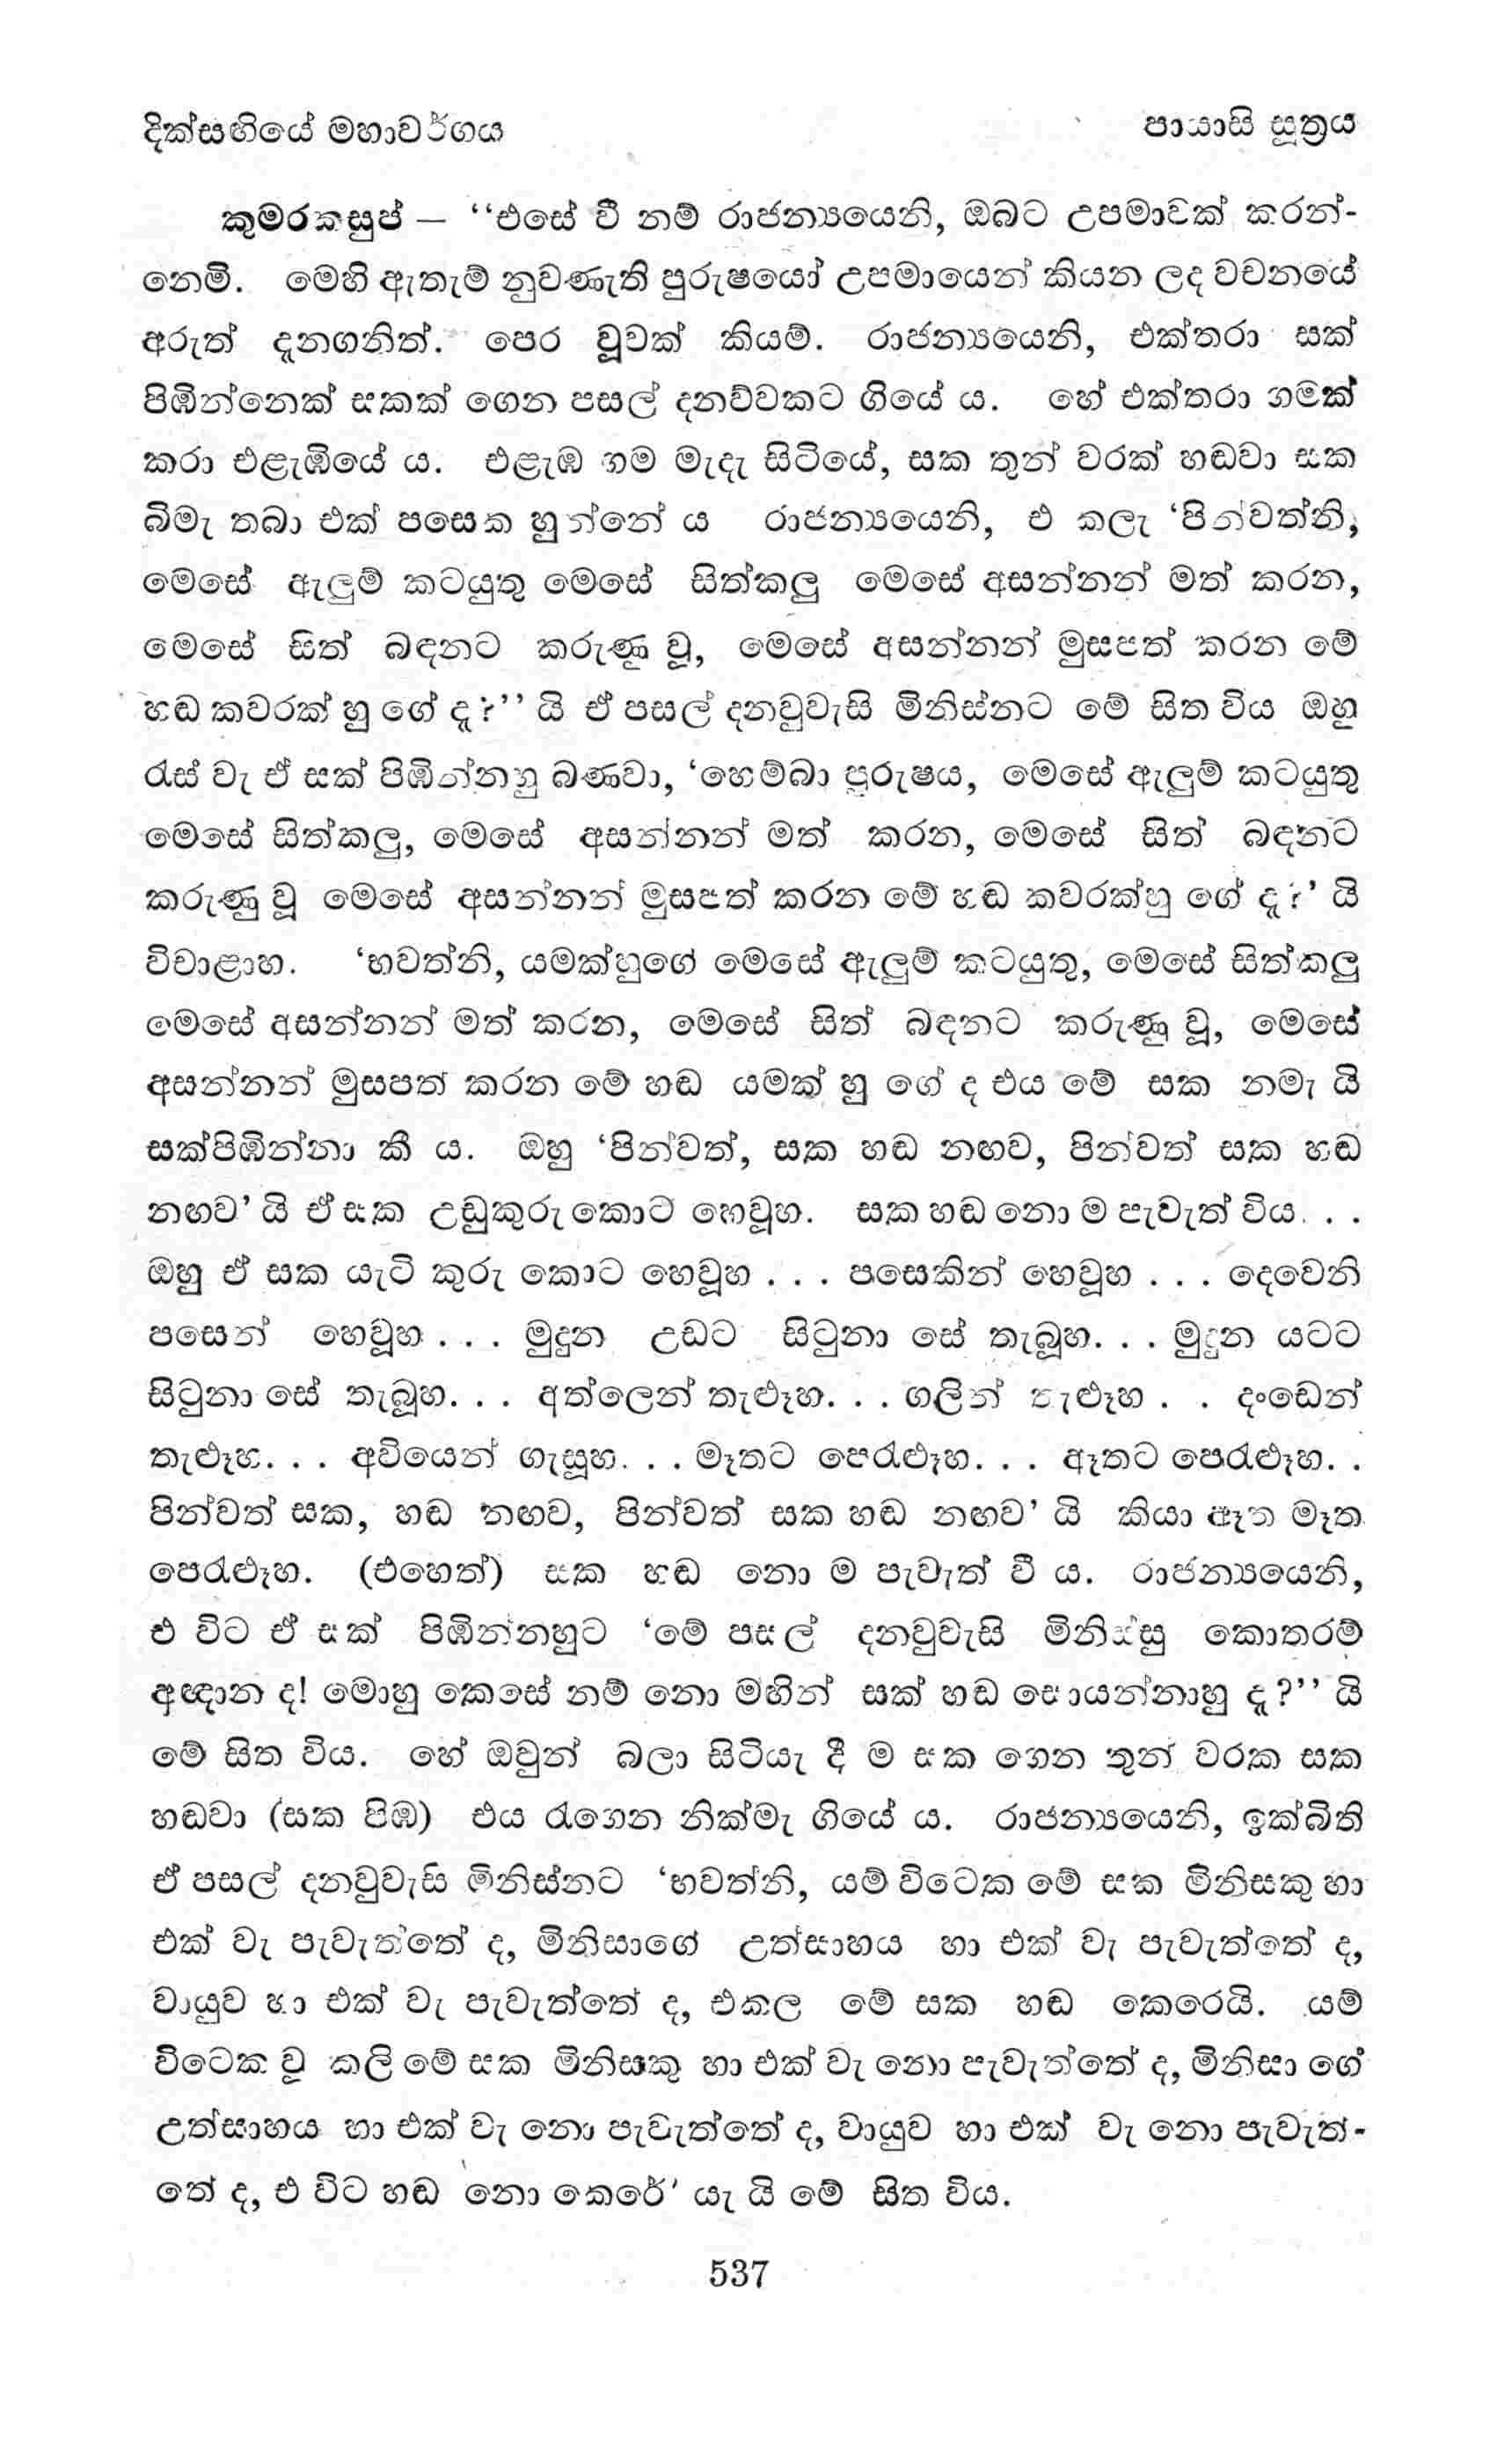 දික්සඟියේ මහාවර්ගය
පායාසි සූත්‍රය
කුමරකසුප් — ‘‘එසේ වී නම් රාජන්‍යයෙනි, ඔබට උපමාවක් කරන්-
නෙමි. මෙහි ඇතැම් නුවණැති පුරුෂයෝ උපමායෙන් කියන ලද වචනයේ
අරුත් දැනගනිත්. පෙර වූවක් කියම්. රාජන්‍යයෙනි, එක්තරා සක්
පිඹින්නෙක් සකක් ගෙන පසල් දනව්වකට ගියේ ය. හේ එක්තරා ගමක්
කරා එළැඹියේ ය. එළැඹ ගම මැදැ සිටියේ, සක තුන් වරක් හඬවා සක
බිමැ තබා එක් පසෙක හුන්නේ ය රාජන්‍යයෙනි, එ කලැ ‘පින්වත්නි,
මෙසේ ඇලුම් කටයුතු මෙසේ සිත්කලු මෙසේ අසන්නන් මත් කරන,
මෙසේ සිත් බඳනට කරුණු වූ, මෙසේ අසන්නන් මුසපත් කරන මේ
හඬ කවරක් හු ගේ දැ?’’ යි ඒ පසල් දනවුවැසි මිනිස්නට මේ සිත විය ඔහු
රැස් වැ ඒ සක් පිඹින්නහු බණවා, ‘හෙම්බා පුරුෂය, මෙසේ ඇලුම් කටයුතු
මෙසේ සිත්කලු, මෙසේ අසන්නන් මත් කරන, මෙසේ සිත් බඳනට
කරුණු වූ මෙසේ අසන්නන් මුසපත් කරන මේ හඬ කවරක්හු ගේ දැ?’ යි
විචාළාහ. ‘භවත්නි, යමක්හුගේ මෙසේ ඇලුම් කටයුතු, මෙසේ සිත්කලු
මෙසේ අසන්නන් මත් කරන, මෙසේ සිත් බඳනට කරුණු වූ, මෙසේ
අසන්නන් මුසපත් කරන මේ හඬ යමක් හු ගේ ද එය මේ සක නමැ යි
සක්පිඹින්නා කී ය. ඔහු ‘පින්වත්, සක හඬ නඟව, පින්වත් සක හඬ
නඟව’ යි ඒ සක උඩුකුරු කොට හෙවූහ. සක හඬ නො ම පැවැත් විය. . .
ඔහු ඒ සක යැටි කුරු කොට හෙවූහ . . . පසෙකින් හෙවූහ . . . දෙවෙනි
පසෙන් හෙවූහ . . . මුදුන උඩට සිටුනා සේ තැබූහ. . . මුදුන යටට
සිටුනා සේ තැබූහ. . . අත්ලෙන් තැළූහ. . . ගලින් තැළූහ . . දංඩෙන්
තැළූහ. . . අවියෙන් ගැසූහ. . . මෑතට පෙරැළූහ. . . ඈතට පෙරැළූහ. .
පින්වත් සක, හඬ නඟව, පින්වත් සක හඬ නඟව’ යි කියා ඈත මෑත
පෙරැළූහ. (එහෙත්) සක හඬ නො ම පැවැත් වී ය. රාජන්‍යයෙනි,
එ විට ඒ සක් පිඹින්නහුට ‘මේ පසල් දනවුවැසි මිනිස්සු කොතරම්
අඥාන ද! මොහු කෙසේ නම් නො මඟින් සක් හඬ සොයන්නාහු දැ?’’ යි
මේ සිත විය. හේ ඔවුන් බලා සිටියැ දී ම සක ගෙන තුන් වරක සක
හඬවා (සක පිඹ) එය රැගෙන නික්මැ ගියේ ය. රාජන්‍යයෙනි, ඉක්බිති
ඒ පසල් දනවුවැසි මිනිස්නට ‘භවත්නි, යම් විටෙක මේ සක මිනිසකු හා
එක් වැ පැවැත්තේ ද, මිනිසාගේ උත්සාහය හා එක් වැ පැවැත්තේ ද,
වායුව හා එක් වැ පැවැත්තේ ද, එකල මේ සක හඬ කෙරෙයි. යම්
විටෙක වූ කලි මේ සක මිනිසකු හා එක් වැ නො පැවැත්තේ ද, මිනිසා ගේ
උත්සාහය හා එක් වැ නො පැවැත්තේ ද, වායුව හා එක් වැ නො පැවැත්-
තේ ද, එ විට හඬ නො කෙරේ’ යැ යි මේ සිත විය.
537